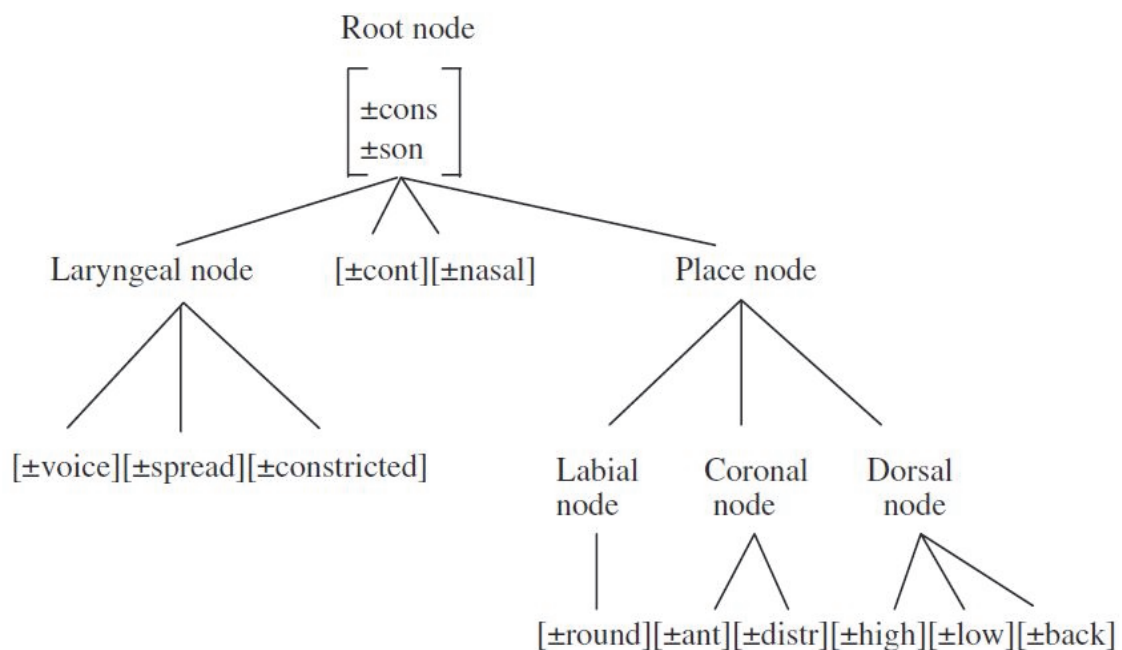 Root node
±cons
±son
Laryngeal node [±cont][±nasal] Place node
[±voice][±spread][±constricted]
Labial node
Coronal node
Dorsal node
[±round][±ant][±distr][±high][±low][±back]